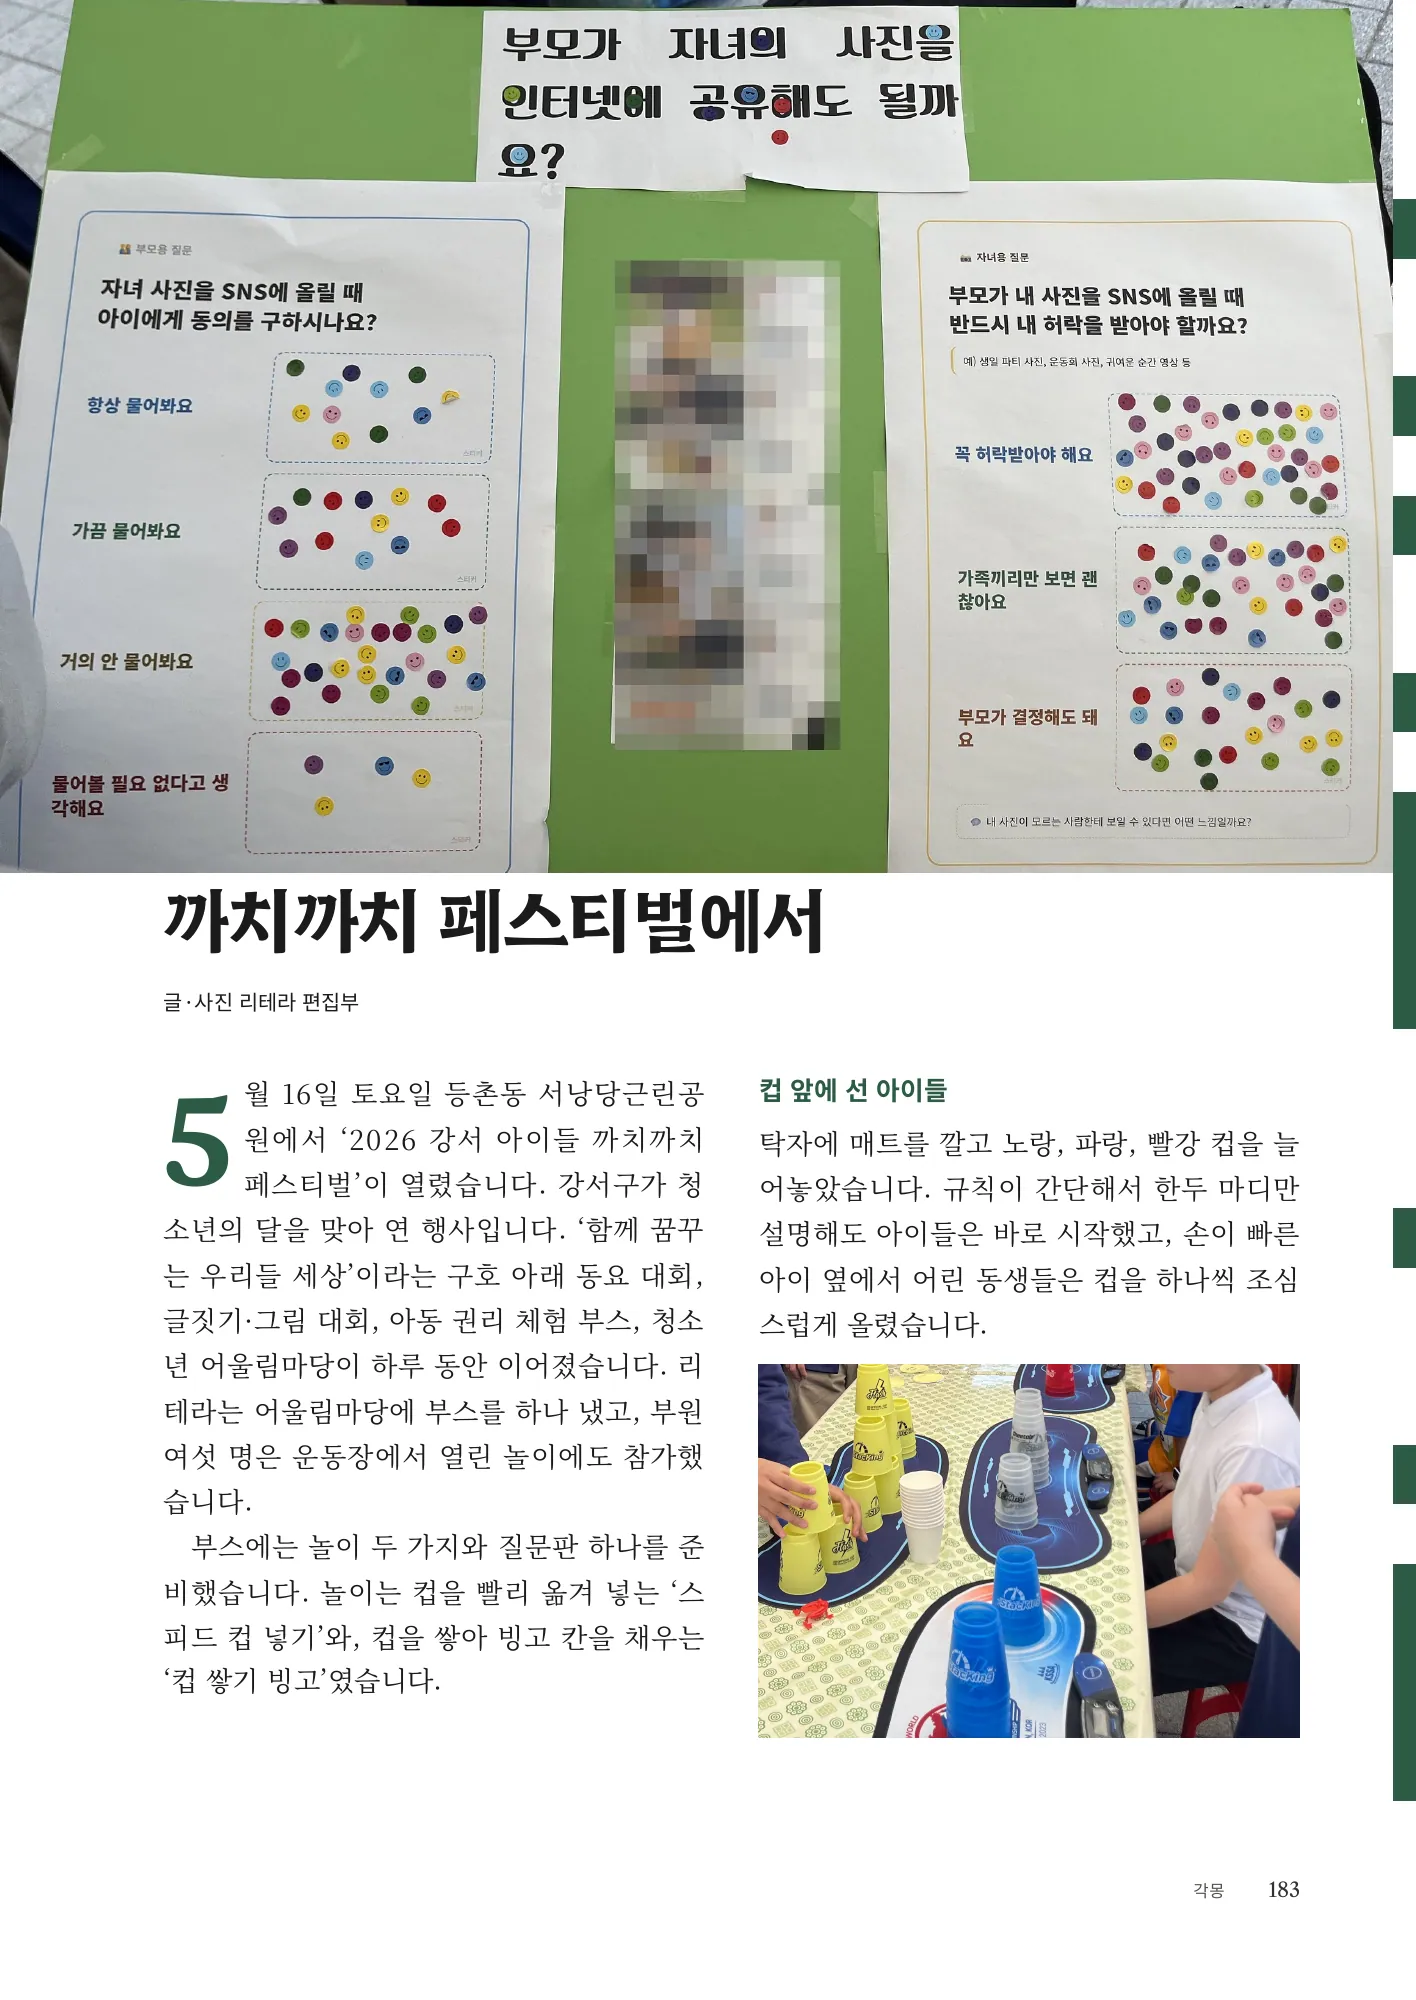 부모가 자녀의 사진을
인터넷에 공유해도 될까
요?
부모용 질문
자녀 사진을 SNS에 올릴 때
아이에게 동의를 구하시나요?
항상 물어봐요
스티커
가끔 물어봐요
스티커
거의 안 물어봐요
스티커
물어볼 필요 없다고 생
각해요
스티커
자녀용 질문
부모가 내 사진을 SNS에 올릴 때
반드시 내 허락을 받아야 할까요?
예) 생일 파티 사진, 운동회 사진, 귀여운 순간 영상 등
꼭 허락받아야 해요
가족끼리만 보면 괜
찮아요
부모가 결정해도 돼
요
스티커
내 사진이 모르는 사람한테 보일 수 있다면 어떤 느낌일까요?
까치까치 페스티벌에서
글·사진 리테라 편집부
5월 16일 토요일 등촌동 서낭당근린공
원에서 ‘2026 강서 아이들 까치까치
페스티벌’이 열렸습니다. 강서구가 청
소년의 달을 맞아 연 행사입니다. ‘함께 꿈꾸
는 우리들 세상’이라는 구호 아래 동요 대회,
글짓기·그림 대회, 아동 권리 체험 부스, 청소
년 어울림마당이 하루 동안 이어졌습니다. 리
테라는 어울림마당에 부스를 하나 냈고, 부원
여섯 명은 운동장에서 열린 놀이에도 참가했
습니다.
부스에는 놀이 두 가지와 질문판 하나를 준
비했습니다. 놀이는 컵을 빨리 옮겨 넣는 ‘스
피드 컵 넣기’와, 컵을 쌓아 빙고 칸을 채우는
‘컵 쌓기 빙고’였습니다.
컵 앞에 선 아이들
탁자에 매트를 깔고 노랑, 파랑, 빨강 컵을 늘
어놓았습니다. 규칙이 간단해서 한두 마디만
설명해도 아이들은 바로 시작했고, 손이 빠른
아이 옆에서 어린 동생들은 컵을 하나씩 조심
스럽게 올렸습니다.
Stacking
Stacking
WORLD
각몽 183